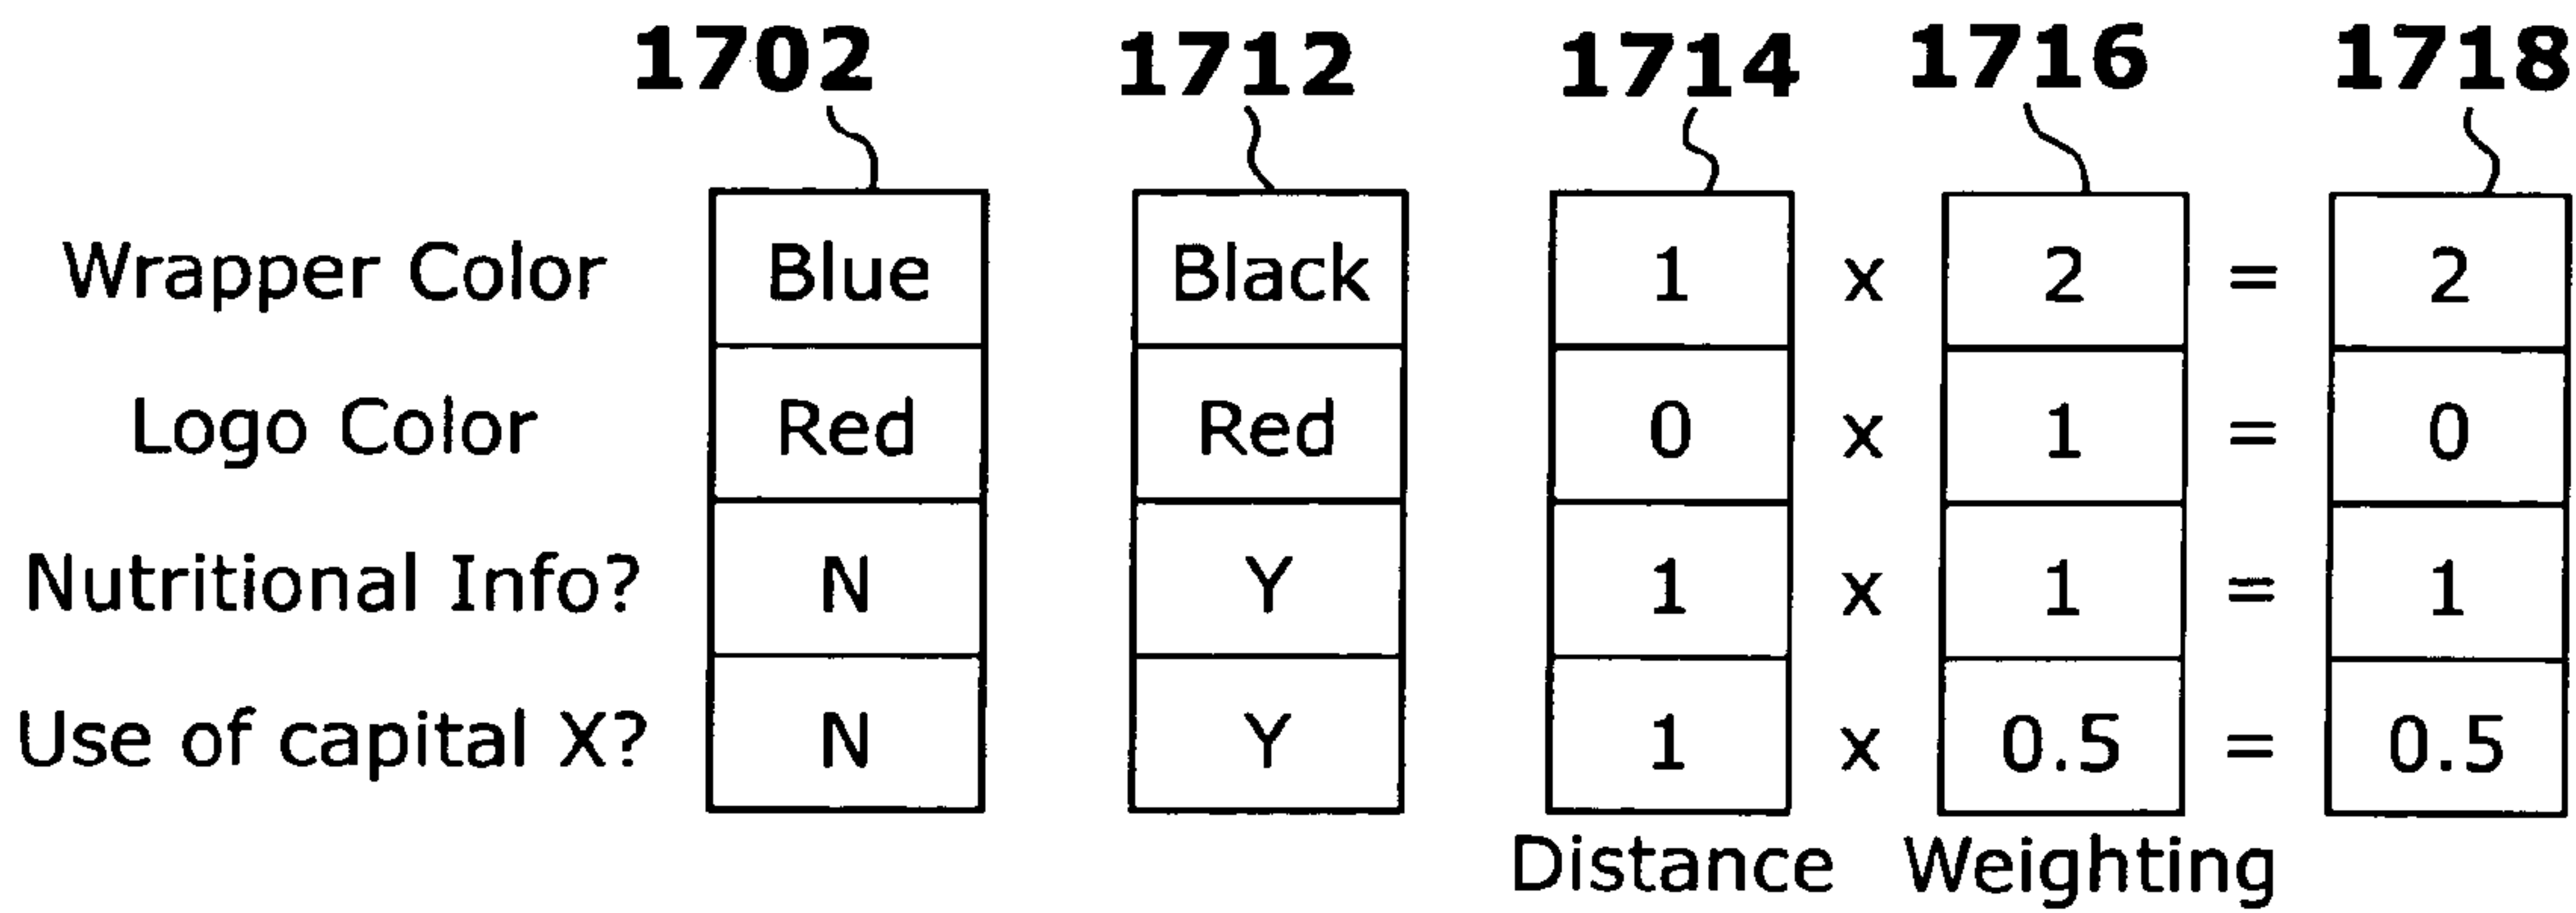 1702 1712 1714 1716 1718
Wrapper Color Blue Black 1 x 2 = 2
Logo Color Red Red 0 x 1 = 0
Nutritional Info? N Y 1 x 1 = 1
Use of capital X? N Y 1 x 0.5 = 0.5
Distance Weighting